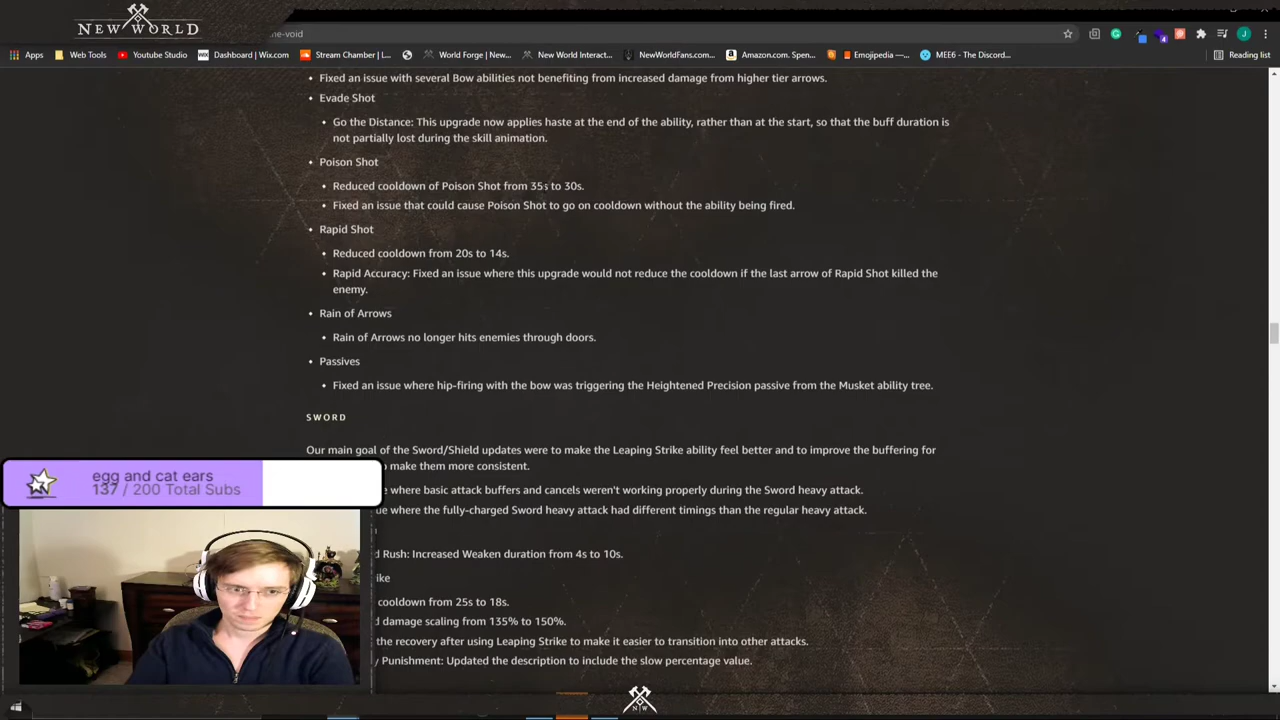 NEW WORLD
ne-void
Apps
Web Tools
Youtube Studio
Dashboard | Wix.com
Stream Chamber | L...
World Forge | New...
New World Interact...
NewWorldFans.com...
Amazon.com. Spen...
Emojipedia —...
MEE6 - The Discord...
Reading list
• Fixed an issue with several Bow abilities not benefiting from increased damage from higher tier arrows.
• Evade Shot
• Go the Distance: This upgrade now applies haste at the end of the ability, rather than at the start, so that the buff duration is
not partially lost during the skill animation.
• Poison Shot
• Reduced cooldown of Poison Shot from 35s to 30s.
• Fixed an issue that could cause Poison Shot to go on cooldown without the ability being fired.
• Rapid Shot
• Reduced cooldown from 20s to 14s.
• Rapid Accuracy: Fixed an issue where this upgrade would not reduce the cooldown if the last arrow of Rapid Shot killed the
enemy.
• Rain of Arrows
• Rain of Arrows no longer hits enemies through doors.
• Passives
• Fixed an issue where hip-firing with the bow was triggering the Heightened Precision passive from the Musket ability tree.
SWORD
Our main goal of the Sword/Shield updates were to make the Leaping Strike ability feel better and to improve the buffering for
make them more consistent.
egg and cat ears
137 / 200 Total Subs
where basic attack buffers and cancels weren't working properly during the Sword heavy attack.
where the fully-charged Sword heavy attack had different timings than the regular heavy attack.
Rush: Increased Weaken duration from 4s to 10s.
cooldown from 25s to 18s.
damage scaling from 135% to 150%.
the recovery after using Leaping Strike to make it easier to transition into other attacks.
Punishment: Updated the description to include the slow percentage value.
N W